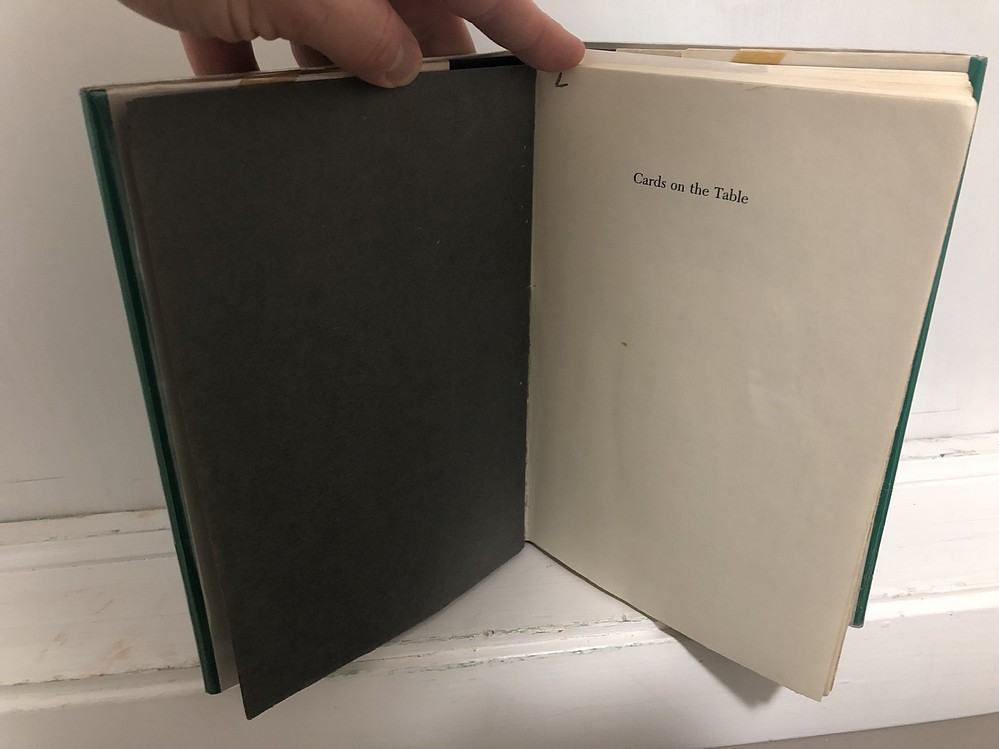 Cards on the Table